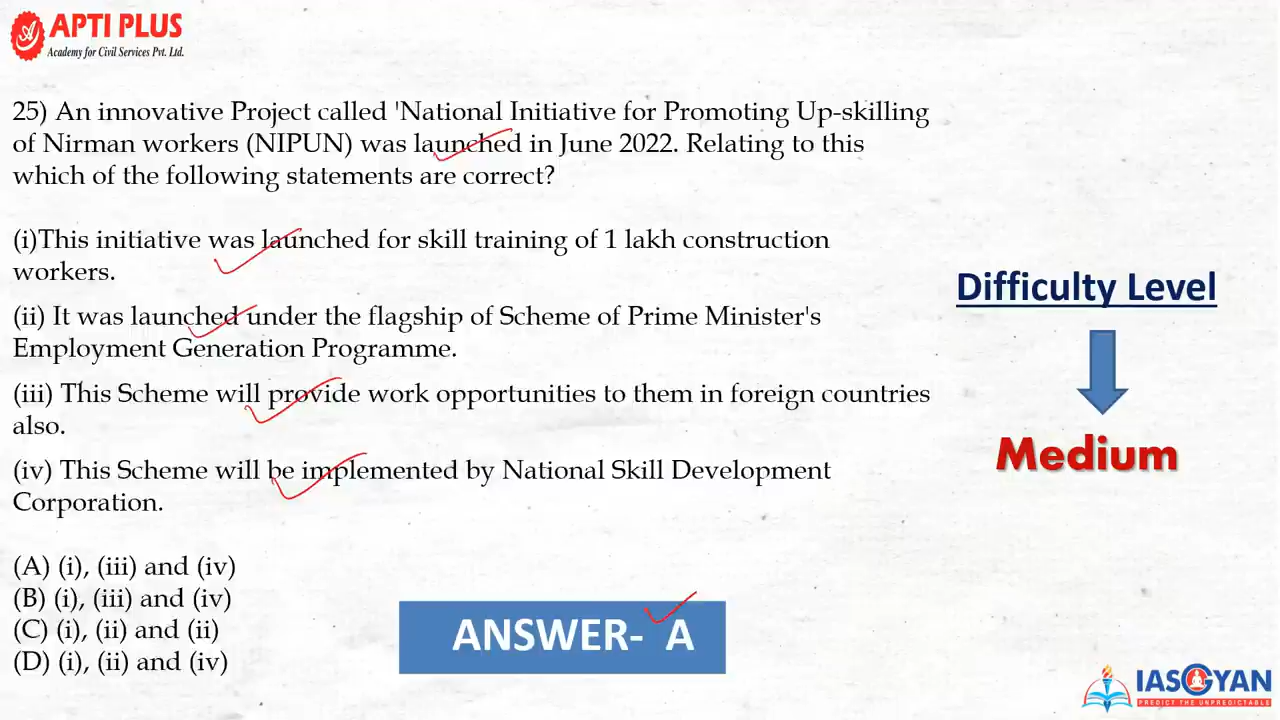 APTI PLUS
Academy for Civil Services Pvt. Ltd.
25) An innovative Project called 'National Initiative for Promoting Up-skilling
of Nirman workers (NIPUN) was launched in June 2022. Relating to this
which of the following statements are correct?
(i)This initiative was launched for skill training of 1 lakh construction
workers.
(ii) It was launched under the flagship of Scheme of Prime Minister's
Employment Generation Programme.
(iii) This Scheme will provide work opportunities to them in foreign countries
also.
(iv) This Scheme will be implemented by National Skill Development
Corporation.
(A) (i), (iii) and (iv)
(B) (i), (iii) and (iv)
(C) (i), (ii) and (ii)
(D) (i), (ii) and (iv)
ANSWER- A
Difficulty Level
Medium
IASGYAN
PREDICT THE UNPREDICTABLE